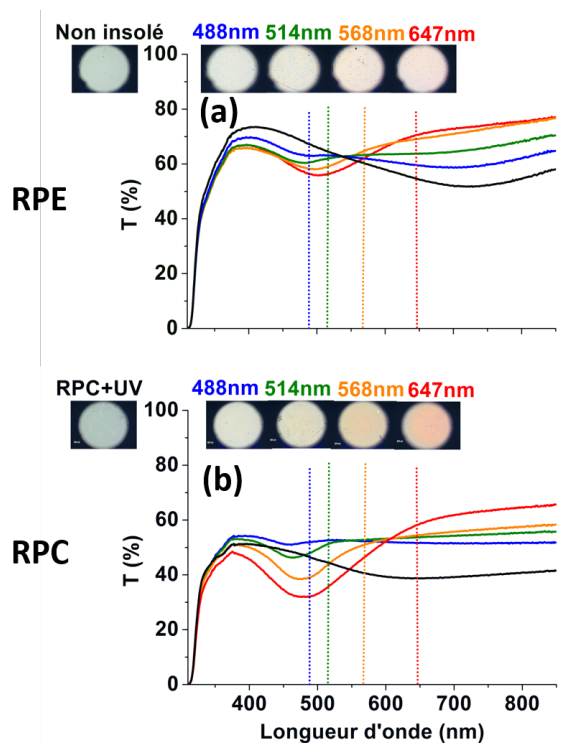 Non insolé
488nm 514nm 568nm 647nm
100
(a)
80
60
40
20
0
T (%)
RPE
RPC+UV
488nm 514nm 568nm 647nm
100
(b)
80
60
40
20
0
T (%)
RPC
400 500 600 700 800
Longueur d'onde (nm)